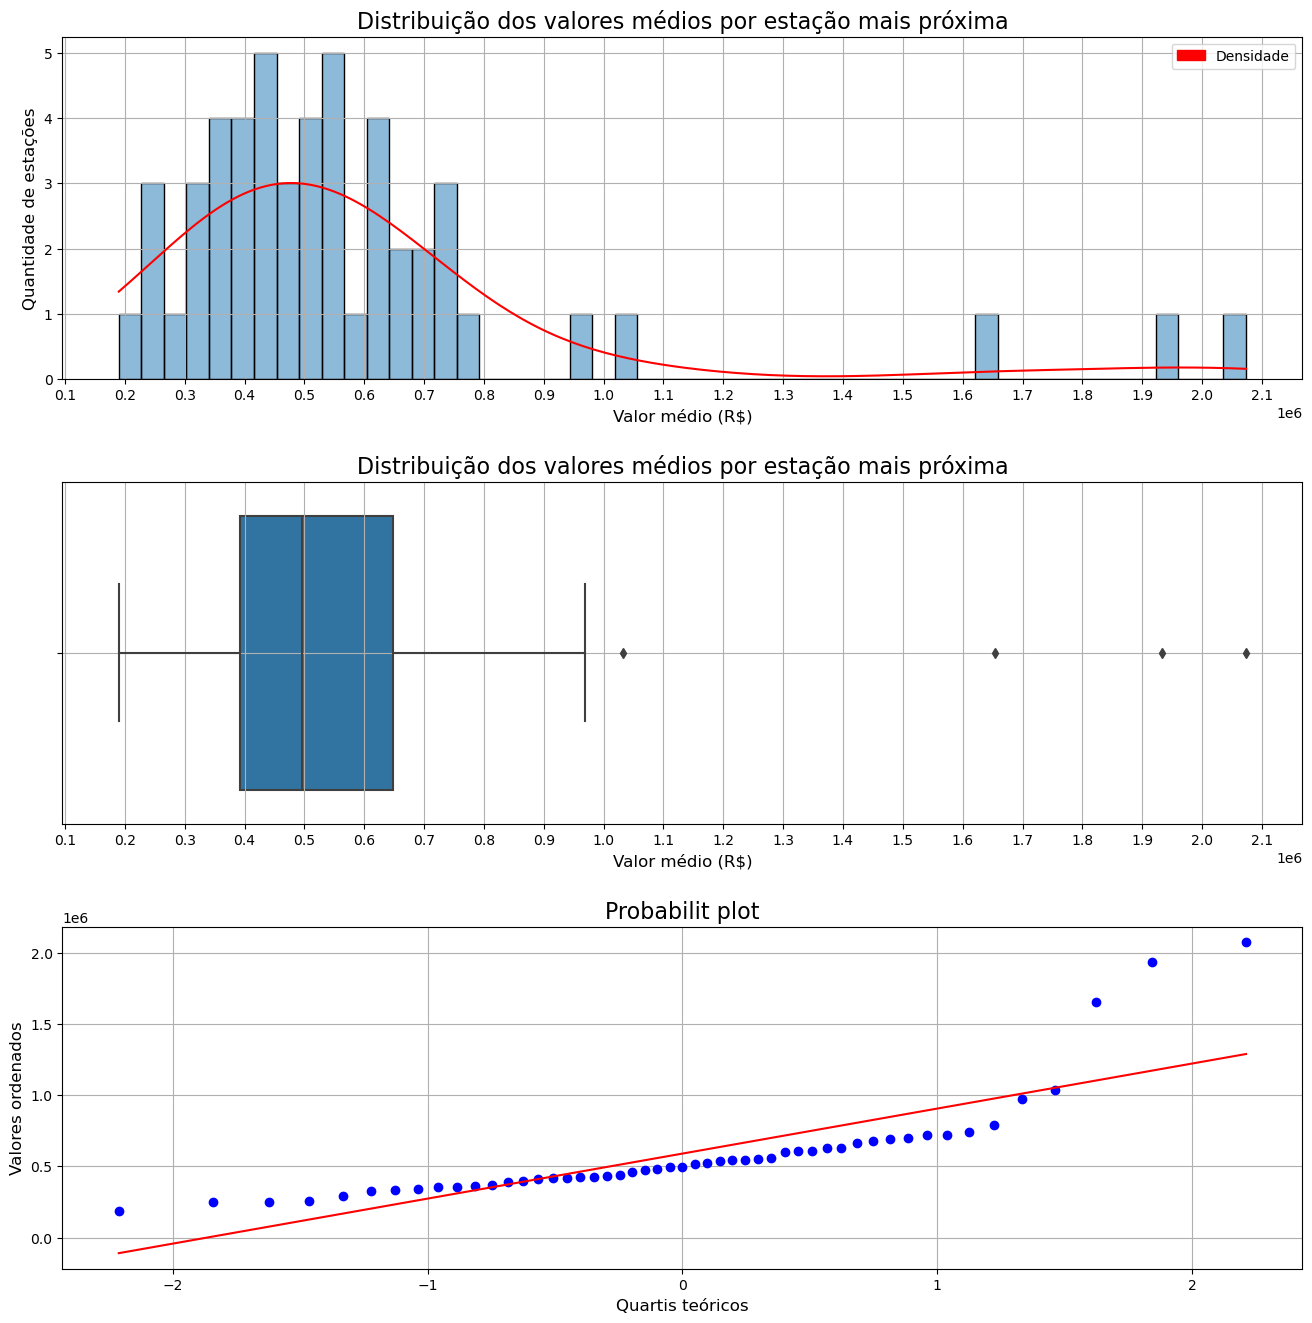 Distribuição dos valores médios por estação mais próxima
Densidade
Quantidade de estações
5
4
3
2
1
0
0.1 0.2 0.3 0.4 0.5 0.6 0.7 0.8 0.9 1.0 1.1 1.2 1.3 1.4 1.5 1.6 1.7 1.8 1.9 2.0 2.1
1e6
Valor médio (R$)
Distribuição dos valores médios por estação mais próxima
0.1 0.2 0.3 0.4 0.5 0.6 0.7 0.8 0.9 1.0 1.1 1.2 1.3 1.4 1.5 1.6 1.7 1.8 1.9 2.0 2.1
1e6
Valor médio (R$)
Probabilit plot
1e6
Valores ordenados
2.0
1.5
1.0
0.5
0.0
−2 −1 0 1 2
Quartis teóricos